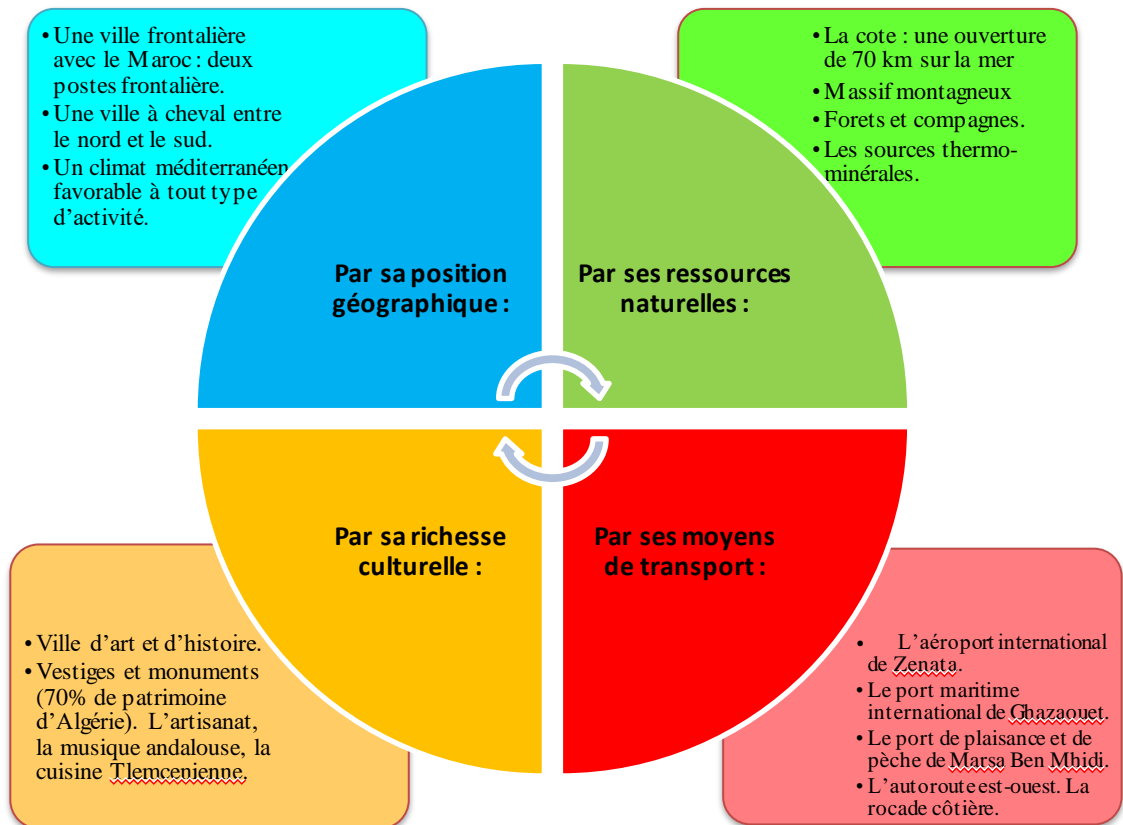 • Une ville frontalière
avec le Maroc : deux
postes frontalière.
• Une ville à cheval entre
le nord et le sud.
• Un climat méditerranéen
favorable à tout type
d’activité.
• La cote : une ouverture
de 70 km sur la mer
• Massif montagneux
• Forets et compagnes.
• Les sources thermo-
minérales.
Par sa position
géographique :
Par ses ressources
naturelles :
Par sa richesse
culturelle :
Par ses moyens
de transport :
• Ville d’art et d’histoire.
• Vestiges et monuments
(70% de patrimoine
d’Algérie). L’artisanat,
la musique andalouse, la
cuisine Tlemcenienne.
• L’aéroport international
de Zenata.
• Le port maritime
international de Ghazaouet.
• Le port de plaisance et de
pèche de Marsa Ben Mhidi.
• L’autoroute est-ouest. La
rocade côtière.